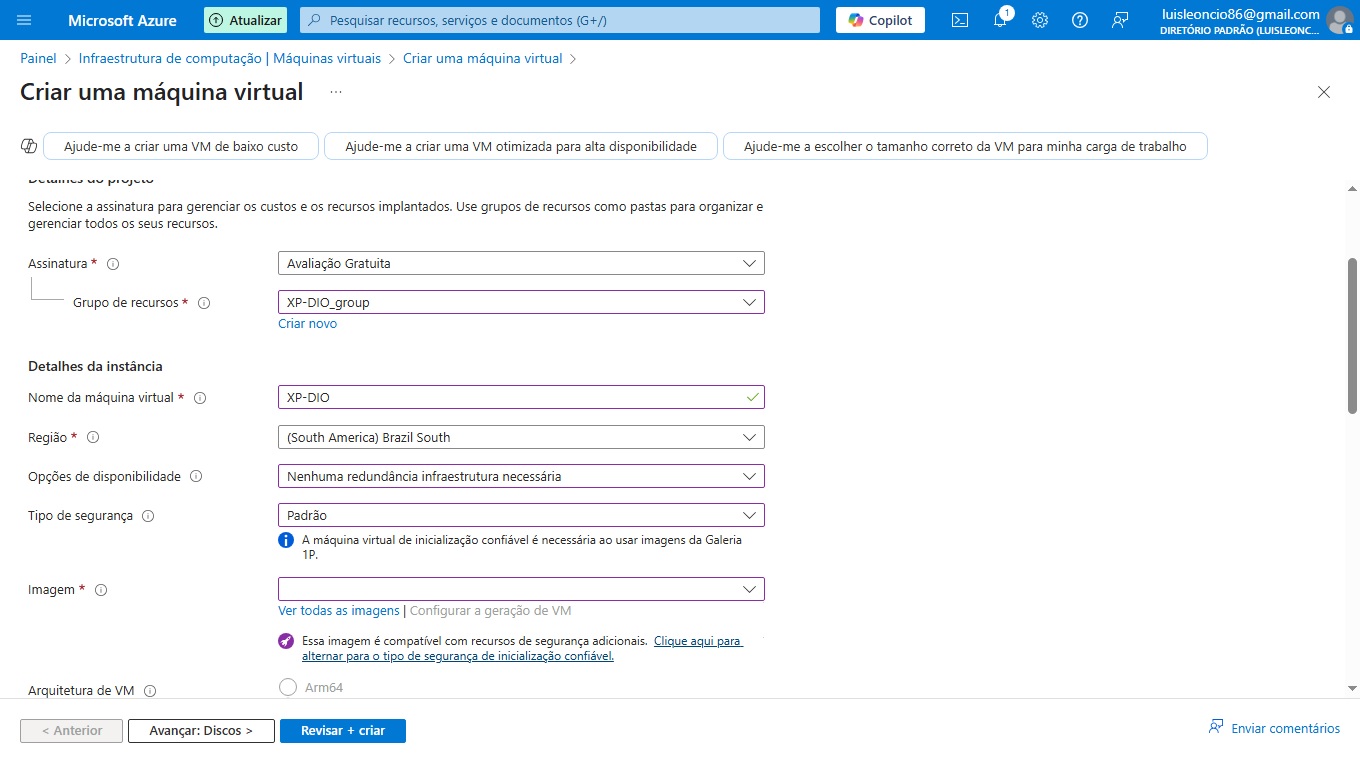 Microsoft Azure
Atualizar
Pesquisar recursos, serviços e documentos (G+/)
Copilot
1
luisleoncio86@gmail.com
DIRETÓRIO PADRÃO (LUISLEONC...
Painel > Infraestrutura de computação | Máquinas virtuais > Criar uma máquina virtual >
Criar uma máquina virtual ...
Ajude-me a criar uma VM de baixo custo
Ajude-me a criar uma VM otimizada para alta disponibilidade
Ajude-me a escolher o tamanho correto da VM para minha carga de trabalho
Detalhes do projeto
Selecione a assinatura para gerenciar os custos e os recursos implantados. Use grupos de recursos como pastas para organizar e
gerenciar todos os seus recursos.
Assinatura *
Avaliação Gratuita
Grupo de recursos *
XP-DIO_group
Criar novo
Detalhes da instância
Nome da máquina virtual *
XP-DIO
Região *
(South America) Brazil South
Opções de disponibilidade
Nenhuma redundância infraestrutura necessária
Tipo de segurança
Padrão
A máquina virtual de inicialização confiável é necessária ao usar imagens da Galeria
1P.
Imagem *
Ver todas as imagens | Configurar a geração de VM
Essa imagem é compatível com recursos de segurança adicionais. Clique aqui para
alternar para o tipo de segurança de inicialização confiável.
Arquitetura de VM
Arm64
< Anterior
Avançar: Discos >
Revisar + criar
Enviar comentários